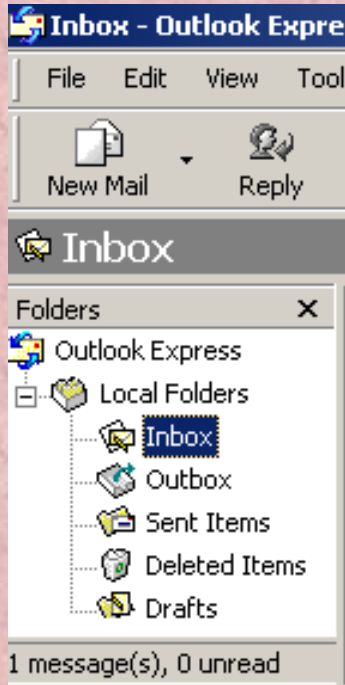 Inbox - Outlook Expre
File Edit View Tool
New Mail Reply
Inbox
Folders
Outlook Express
Local Folders
Inbox
Outbox
Sent Items
Deleted Items
Drafts
1 message(s), 0 unread